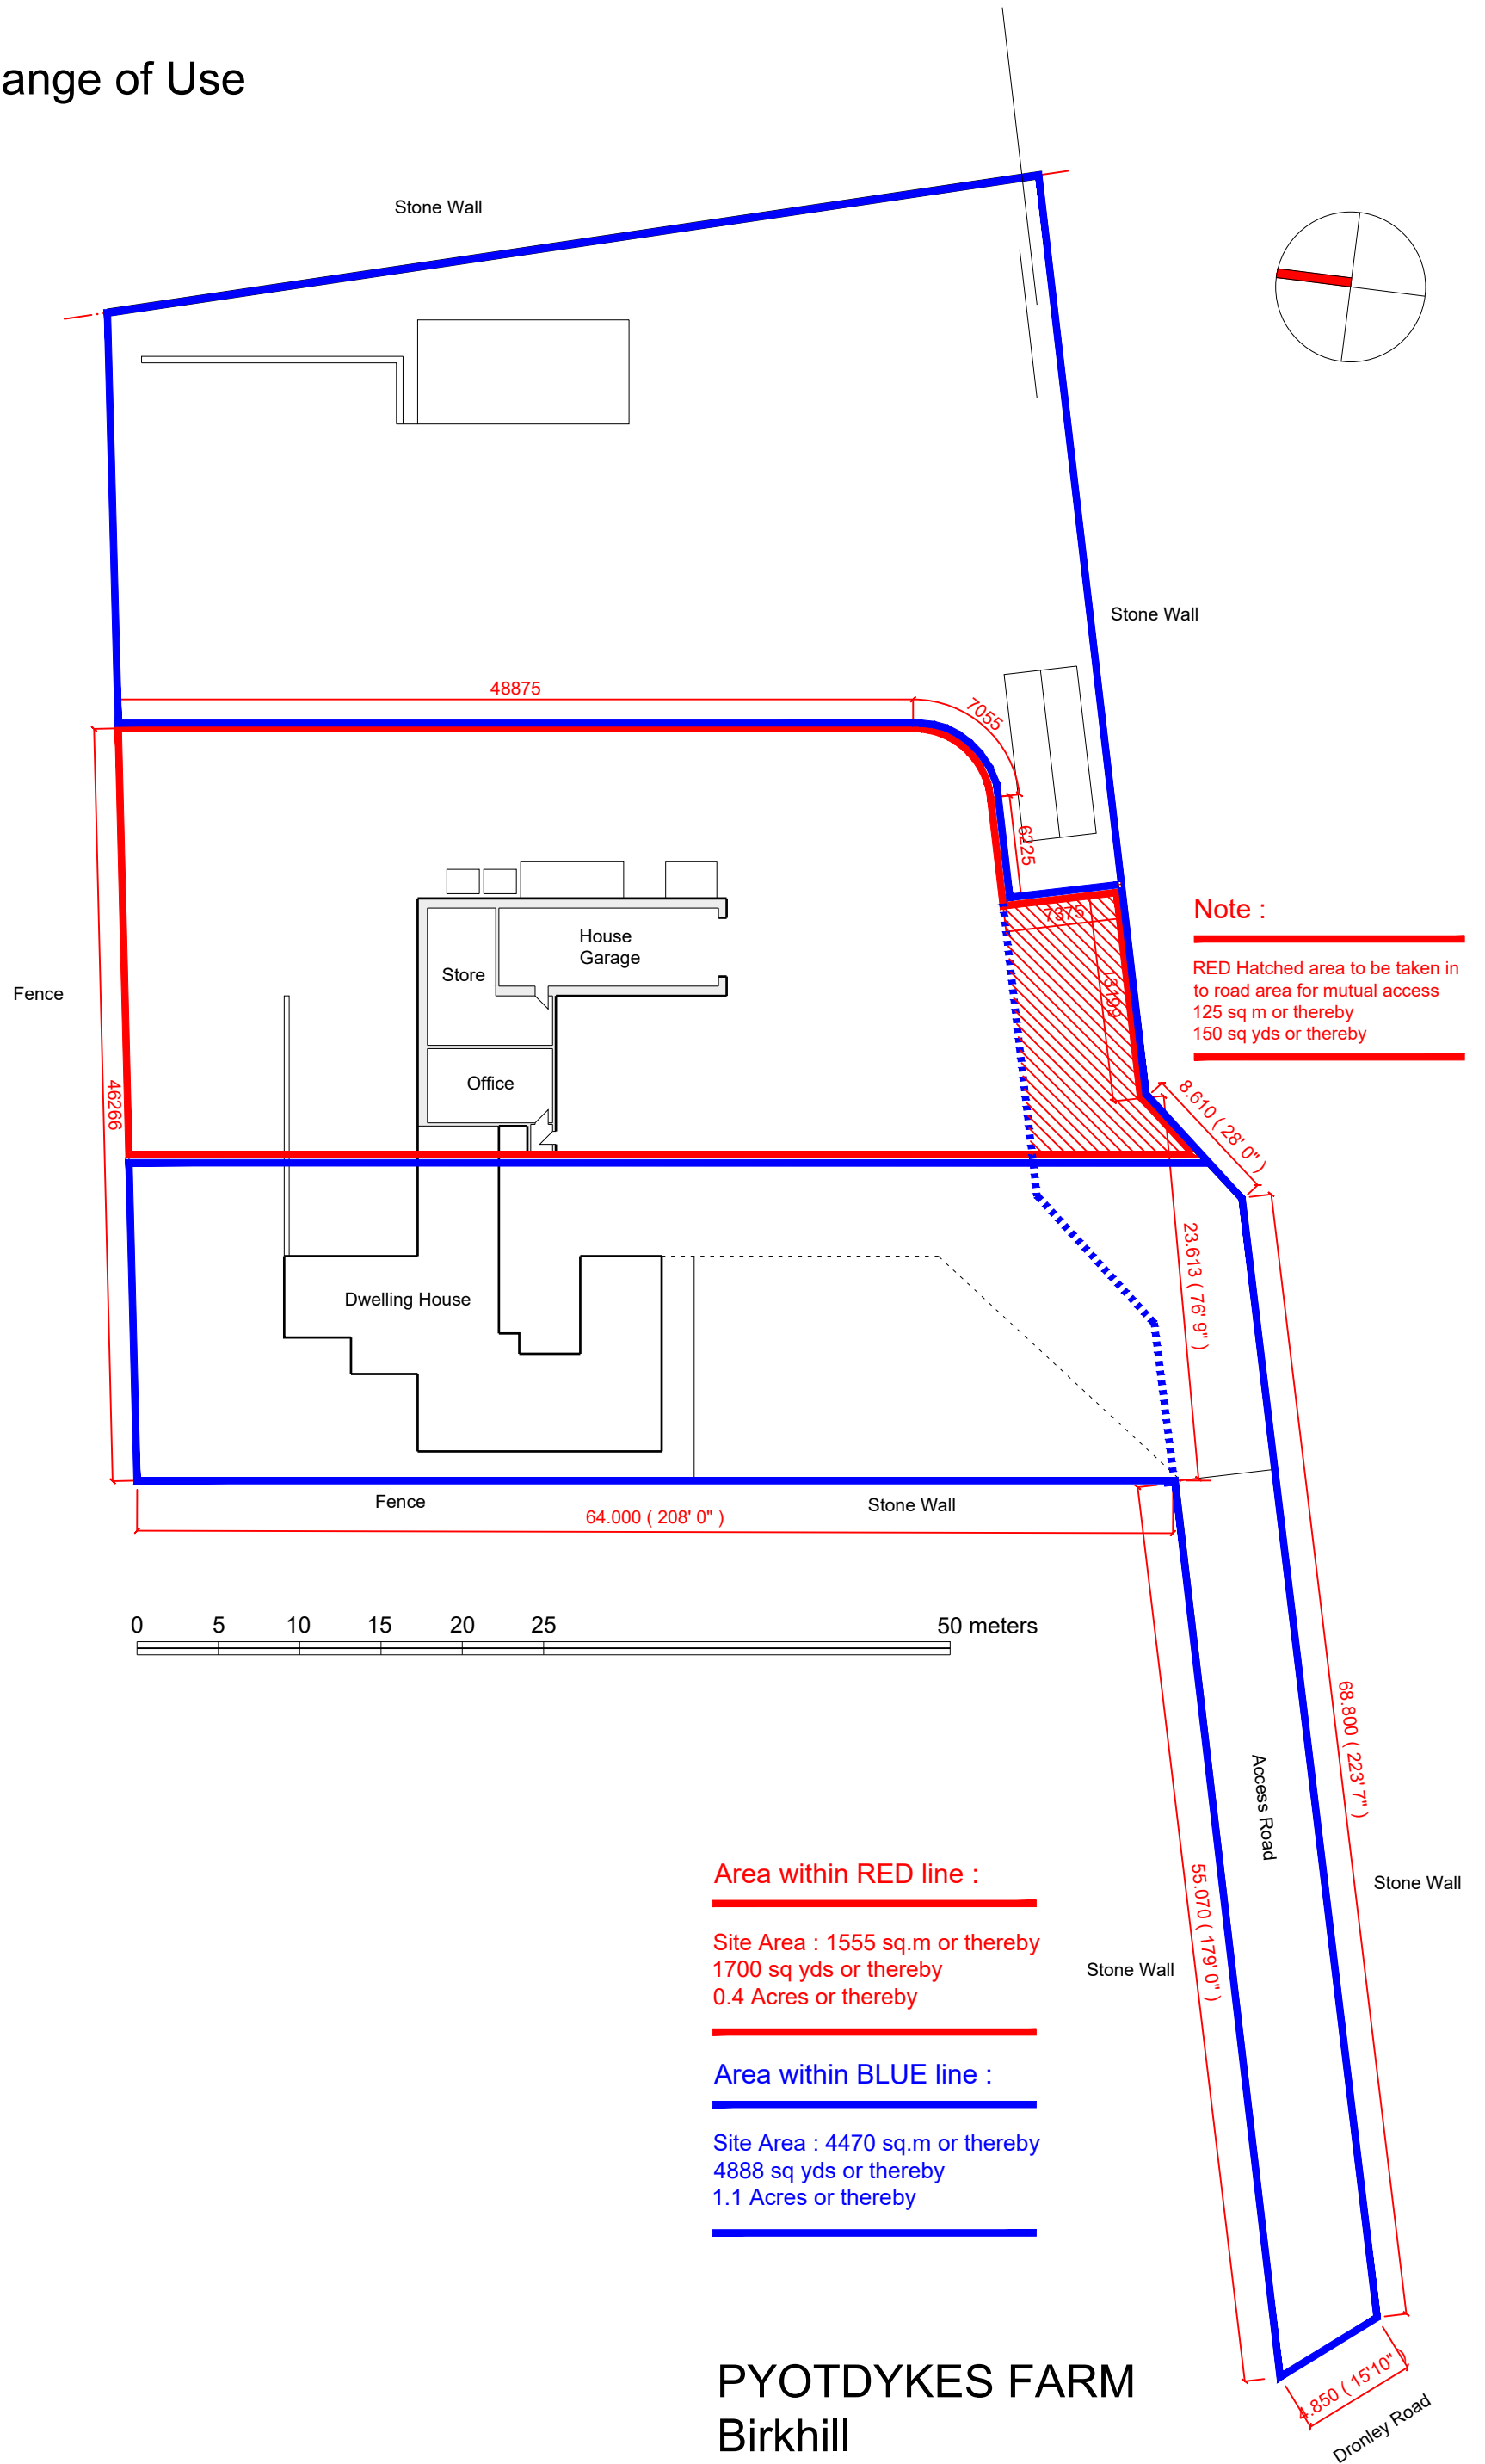 ange of Use
Stone Wall
Stone Wall
48875
7055
6225
7375
13199
Note :
RED Hatched area to be taken in
to road area for mutual access
125 sq m or thereby
150 sq yds or thereby
House
Garage
Store
Fence
Office
46266
8.610 ( 28' 0" )
23.613 ( 76' 9" )
Dwelling House
Fence
Stone Wall
64.000 ( 208' 0" )
0 5 10 15 20 25 50 meters
68.800 ( 223' 7" )
Access Road
55.070 ( 179' 0" )
Stone Wall
Stone Wall
Area within RED line :
Site Area : 1555 sq.m or thereby
1700 sq yds or thereby
0.4 Acres or thereby
Area within BLUE line :
Site Area : 4470 sq.m or thereby
4888 sq yds or thereby
1.1 Acres or thereby
4.850 ( 15'10" )
Dronley Road
PYOTDYKES FARM
Birkhill